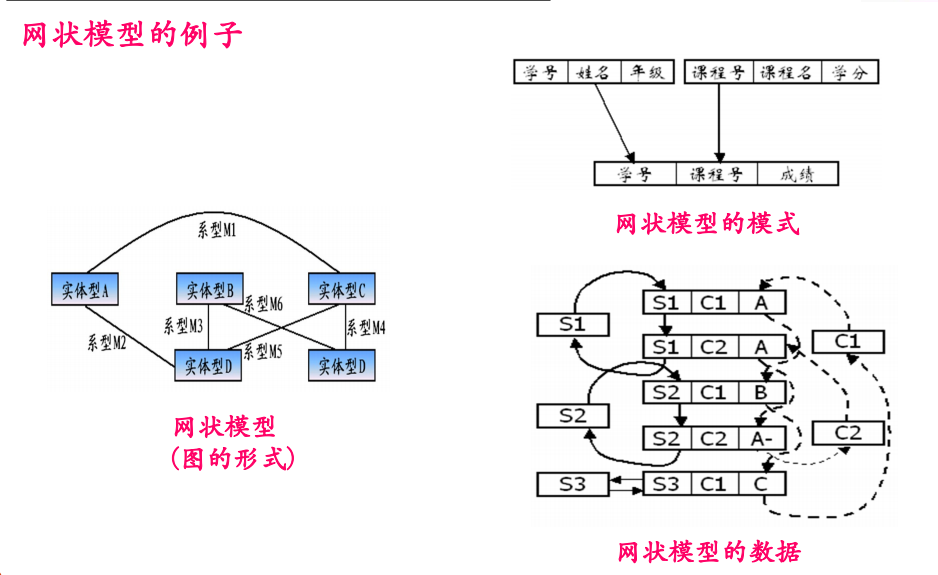 网状模型的例子
学号 姓名 年级 课程号 课程名 学分
学号 课程号 成绩
网状模型的模式
系型M1
实体型A 实体型B 实体型C
系型M6
系型M2 系型M3 系型M4
系型M5
实体型D 实体型D
网状模型
(图的形式)
S1 C1 A
S1
S1 C2 A
C1
S2 C1 B
S2
S2 C2 A-
C2
S3 S3 C1 C
网状模型的数据